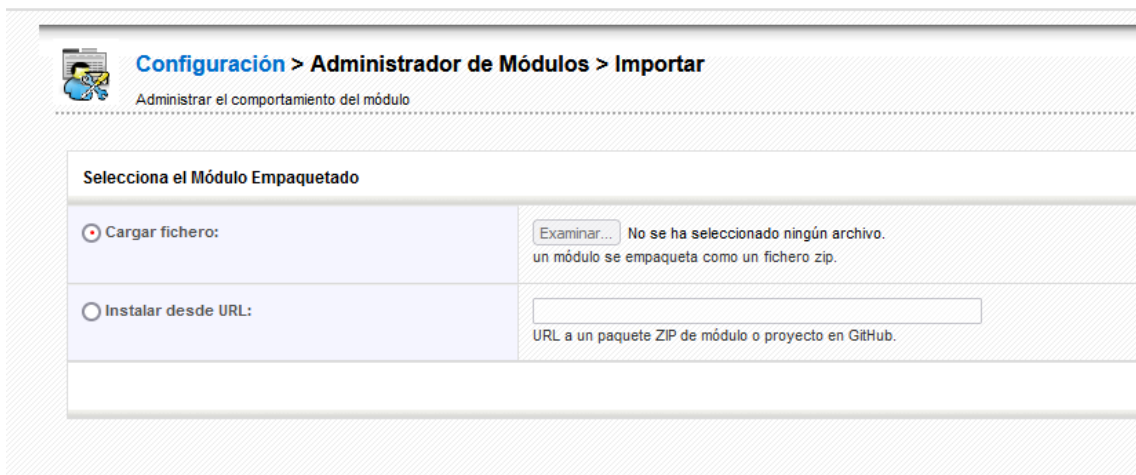 Configuración > Administrador de Módulos > Importar
Administrar el comportamiento del módulo
Selecciona el Módulo Empaquetado
Cargar fichero:
Examinar... No se ha seleccionado ningún archivo.
un módulo se empaqueta como un fichero zip.
Instalar desde URL:
URL a un paquete ZIP de módulo o proyecto en GitHub.